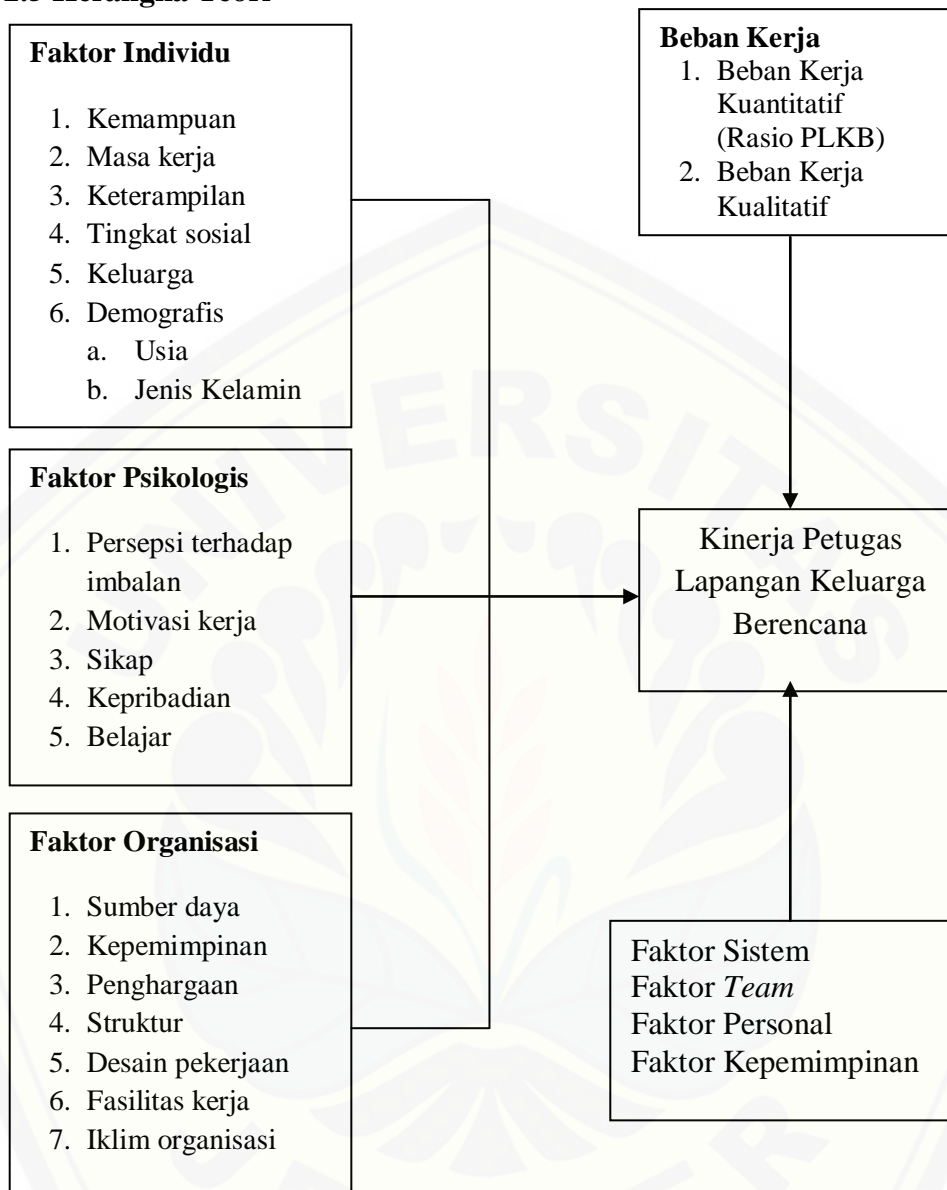 Faktor Individu
1. Kemampuan
2. Masa kerja
3. Keterampilan
4. Tingkat sosial
5. Keluarga
6. Demografis
a. Usia
b. Jenis Kelamin
Faktor Psikologis
1. Persepsi terhadap
imbalan
2. Motivasi kerja
3. Sikap
4. Kepribadian
5. Belajar
Faktor Organisasi
1. Sumber daya
2. Kepemimpinan
3. Penghargaan
4. Struktur
5. Desain pekerjaan
6. Fasilitas kerja
7. Iklim organisasi
Beban Kerja
1. Beban Kerja
Kuantitatif
(Rasio PLKB)
2. Beban Kerja
Kualitatif
Kinerja Petugas
Lapangan Keluarga
Berencana
Faktor Sistem
Faktor Team
Faktor Personal
Faktor Kepemimpinan
UNIVERSITAS